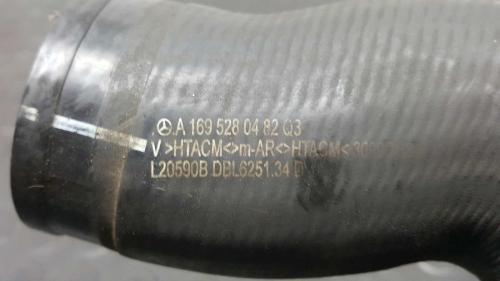 A 169 528 04 82 Q3
V >HTACM<>m-AR<>HTACM<
L20590B DBL6251.34